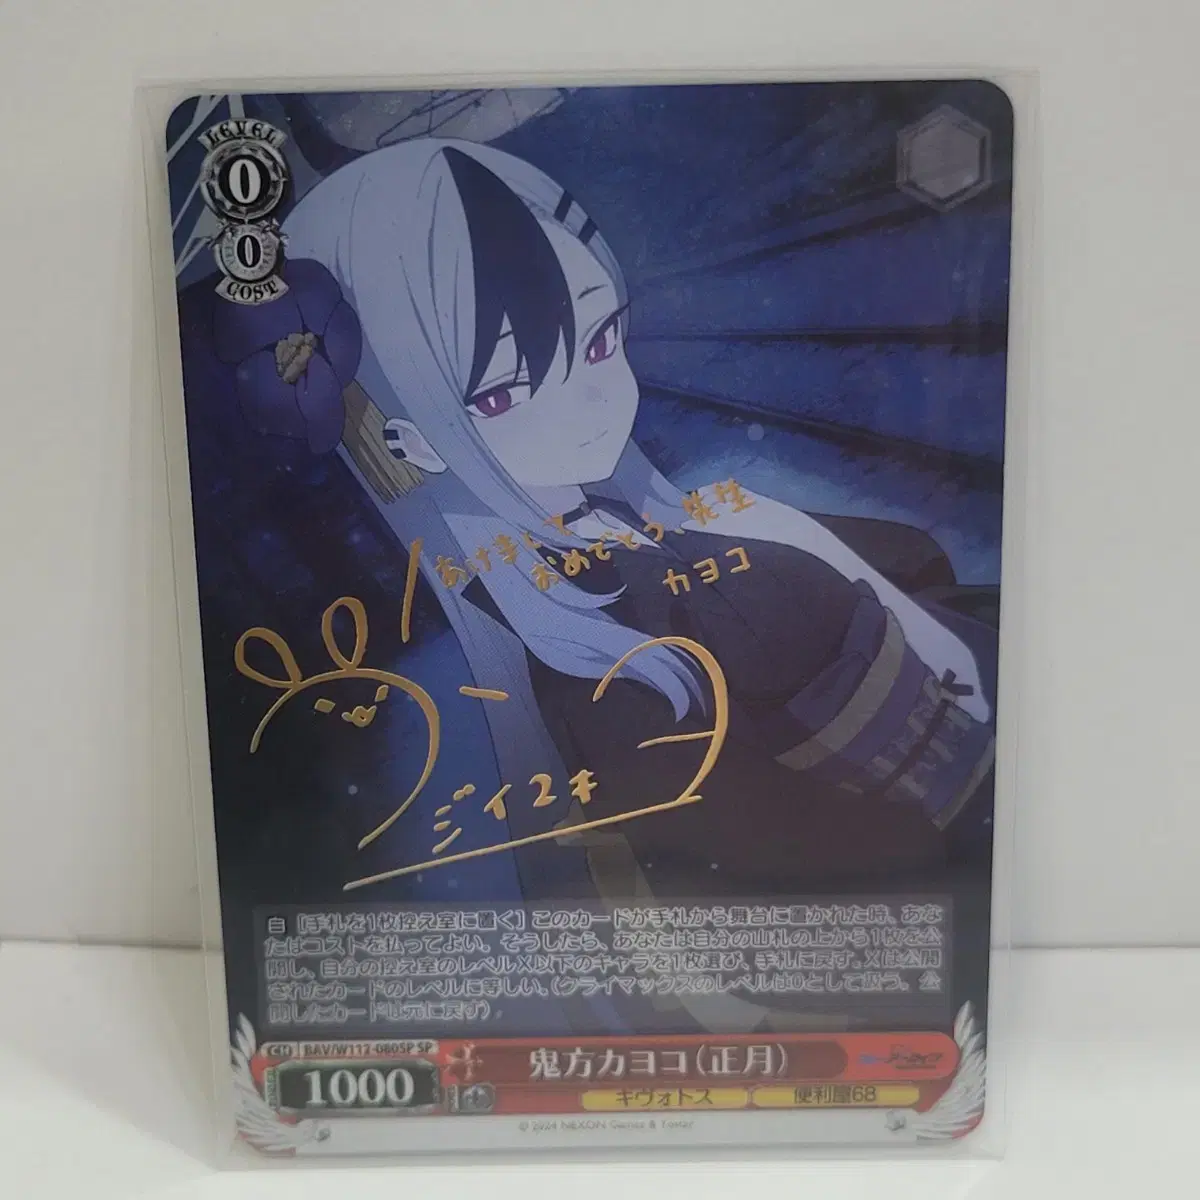 LEVEL
0
0
COST
あけまして
おめでとう、先生
カヨコ
自 [手札を1枚控え室に置く] このカードが手札から舞台に置かれた時、あな
たはコストを払ってよい。そうしたら、あなたは自分の山札の上から1枚を公
開し、自分の控え室のレベルX以下のキャラを1枚選び、手札に戻す。Xは公開
されたカードのレベルに等しい。(クライマックスのレベルは0として扱う。公
開したカードは元に戻す)
CH BAV/W112-080SP SP
鬼方カヨコ(正月)
1000
キヴォトス
便利屋68
© 2024 NEXON Games & Yostar